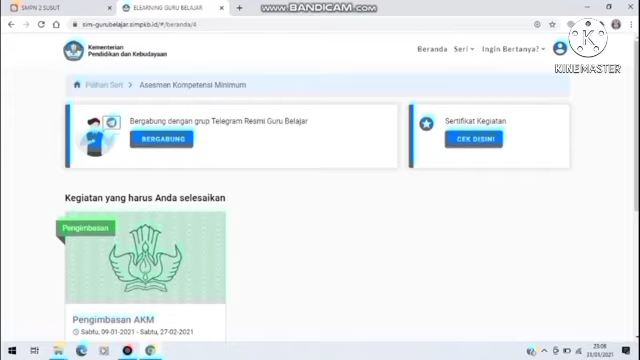 SMPN 2 SUSUT
ELEARNING GURU BELAJAR
WWW.BANDICAM.COM
sim-gurubelajar.simpkb.id/#/beranda/4
Kementerian
Pendidikan dan Kebudayaan
Beranda
Seri
Ingin Bertanya?
KINEMASTER
Pilihan Seri > Asesmen Kompetensi Minimum
Bergabung dengan grup Telegram Resmi Guru Belajar
BERGABUNG
Sertifikat Kegiatan
CEK DISINI
Kegiatan yang harus Anda selesaikan
Pengimbasan
Pengimbasan AKM
Sabtu, 09-01-2021 - Sabtu, 27-02-2021
23:08
31/01/2021